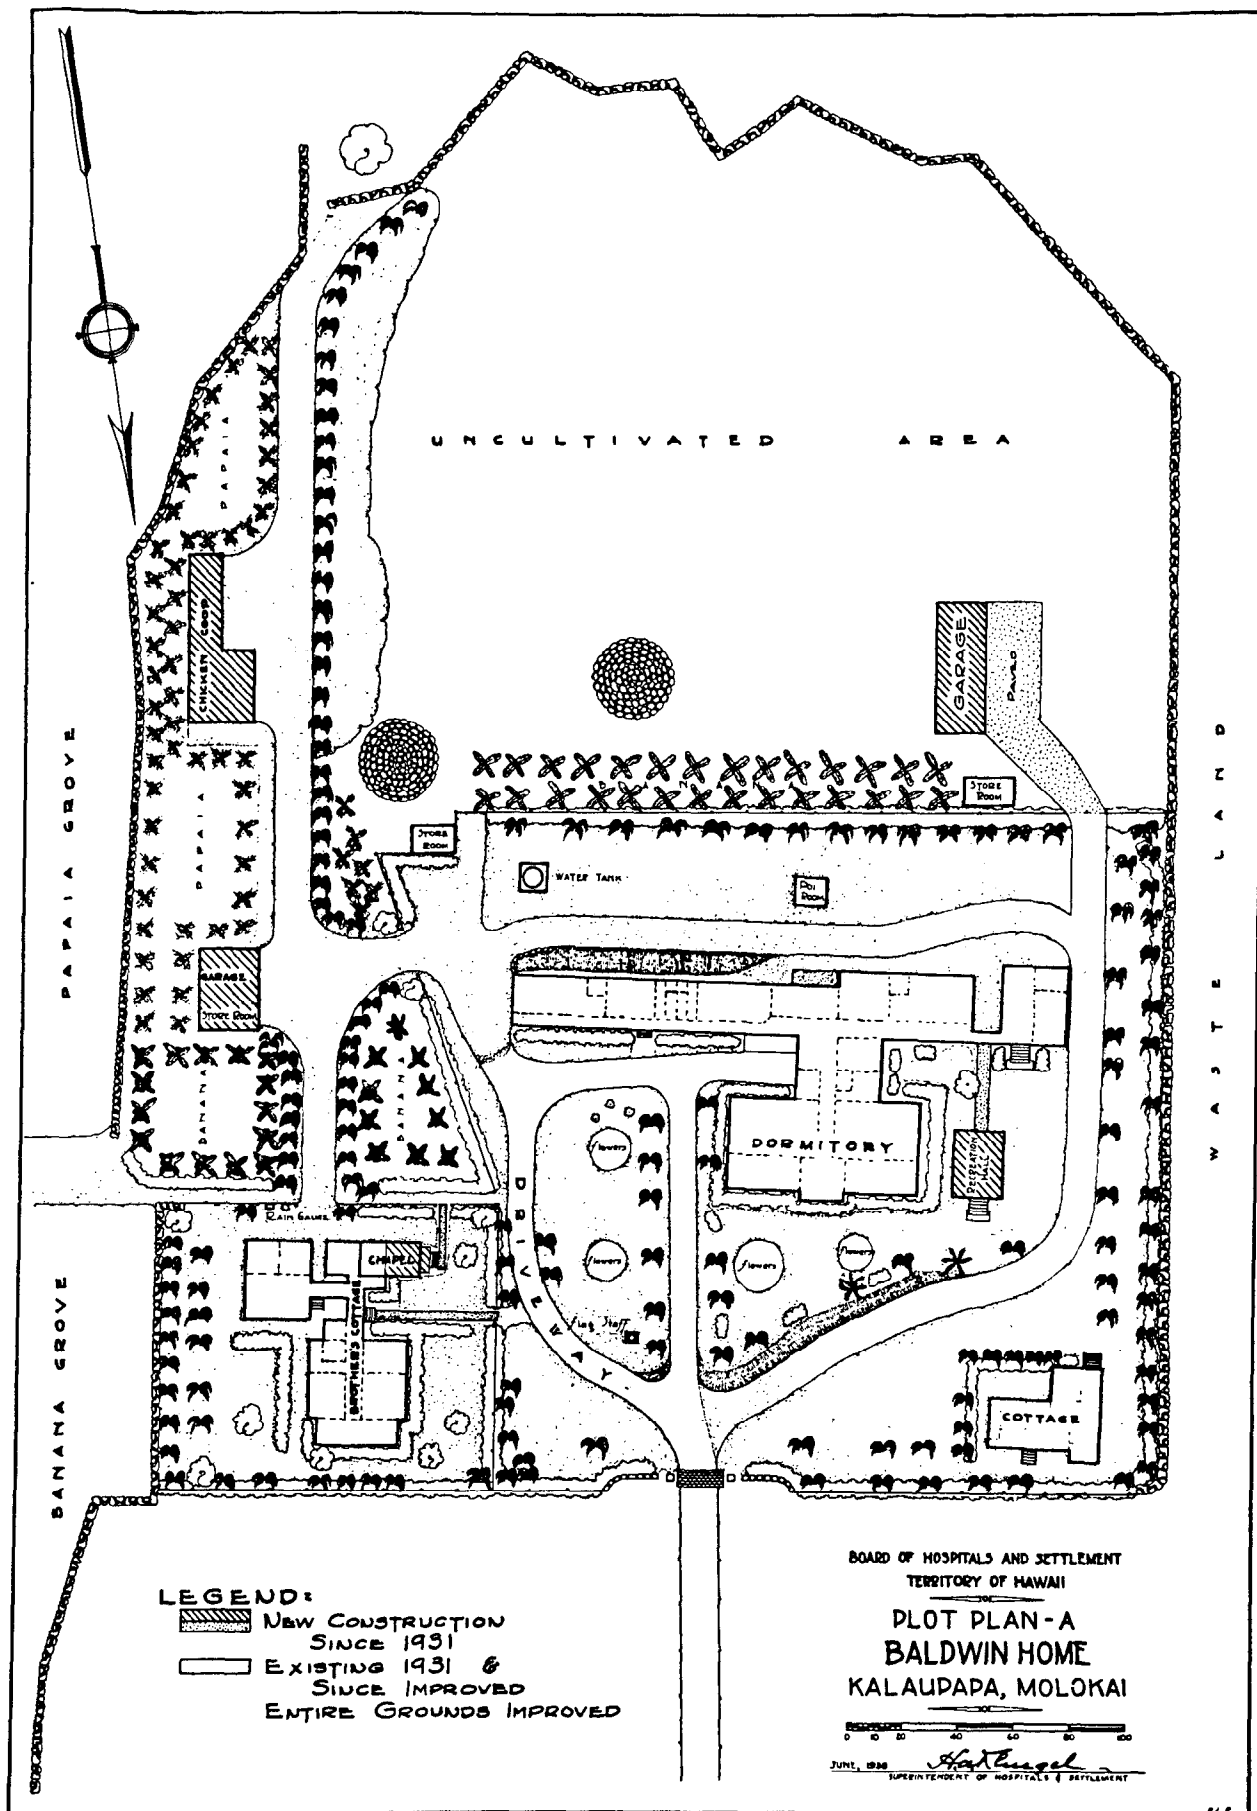 UNCULTIVATED AREA
PAPAIA
CHICKEN COOP
GARAGE
PAVED
PAPAIA GROVE
WASTE LAND
PAPAIA
STORE ROOM
STORE ROOM
WATER TANK
POI ROOM
GARAGE
STORE ROOM
BANANA
BANANA
DORMITORY
RECREATION HALL
flowers
flowers
flowers
flowers
DRIVEWAY
RAIN GAUGE
CHAPEL
BROTHER'S COTTAGE
flag Staff
BANANA GROVE
COTTAGE
LEGEND:
NEW CONSTRUCTION
SINCE 1931
EXISTING 1931 &
SINCE IMPROVED
ENTIRE GROUNDS IMPROVED
BOARD OF HOSPITALS AND SETTLEMENT
TERRITORY OF HAWAII
PLOT PLAN - A
BALDWIN HOME
KALAUPAPA, MOLOKAI
0 10 20 40 60 80 100
JUNE,
SUPERINTENDENT OF HOSPITALS & SETTLEMENT